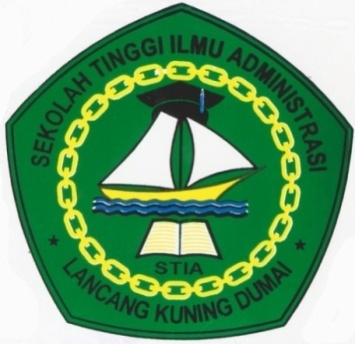 SEKOLAH TINGGI ILMU ADMINISTRASI
STIA
LANCANG KUNING DUMAI